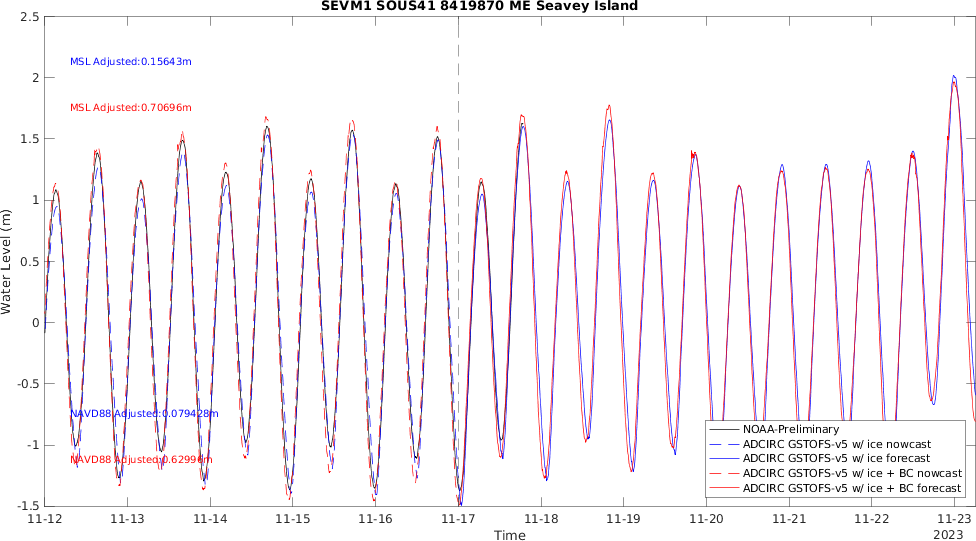 SEVM1 SOUS41 8419870 ME Seavey Island
2.5
2
1.5
1
0.5
0
-0.5
-1
-1.5
Water Level (m)
MSL Adjusted:0.15643m
MSL Adjusted:0.70696m
NAVD88 Adjusted:0.079428m
NAVD88 Adjusted:0.62996m
NOAA-Preliminary
ADCIRC GSTOFS-v5 w/ ice nowcast
ADCIRC GSTOFS-v5 w/ ice forecast
ADCIRC GSTOFS-v5 w/ice + BC nowcast
ADCIRC GSTOFS-v5 w/ice + BC forecast
11-12 11-13 11-14 11-15 11-16 11-17 11-18 11-19 11-20 11-21 11-22 11-23
Time
2023